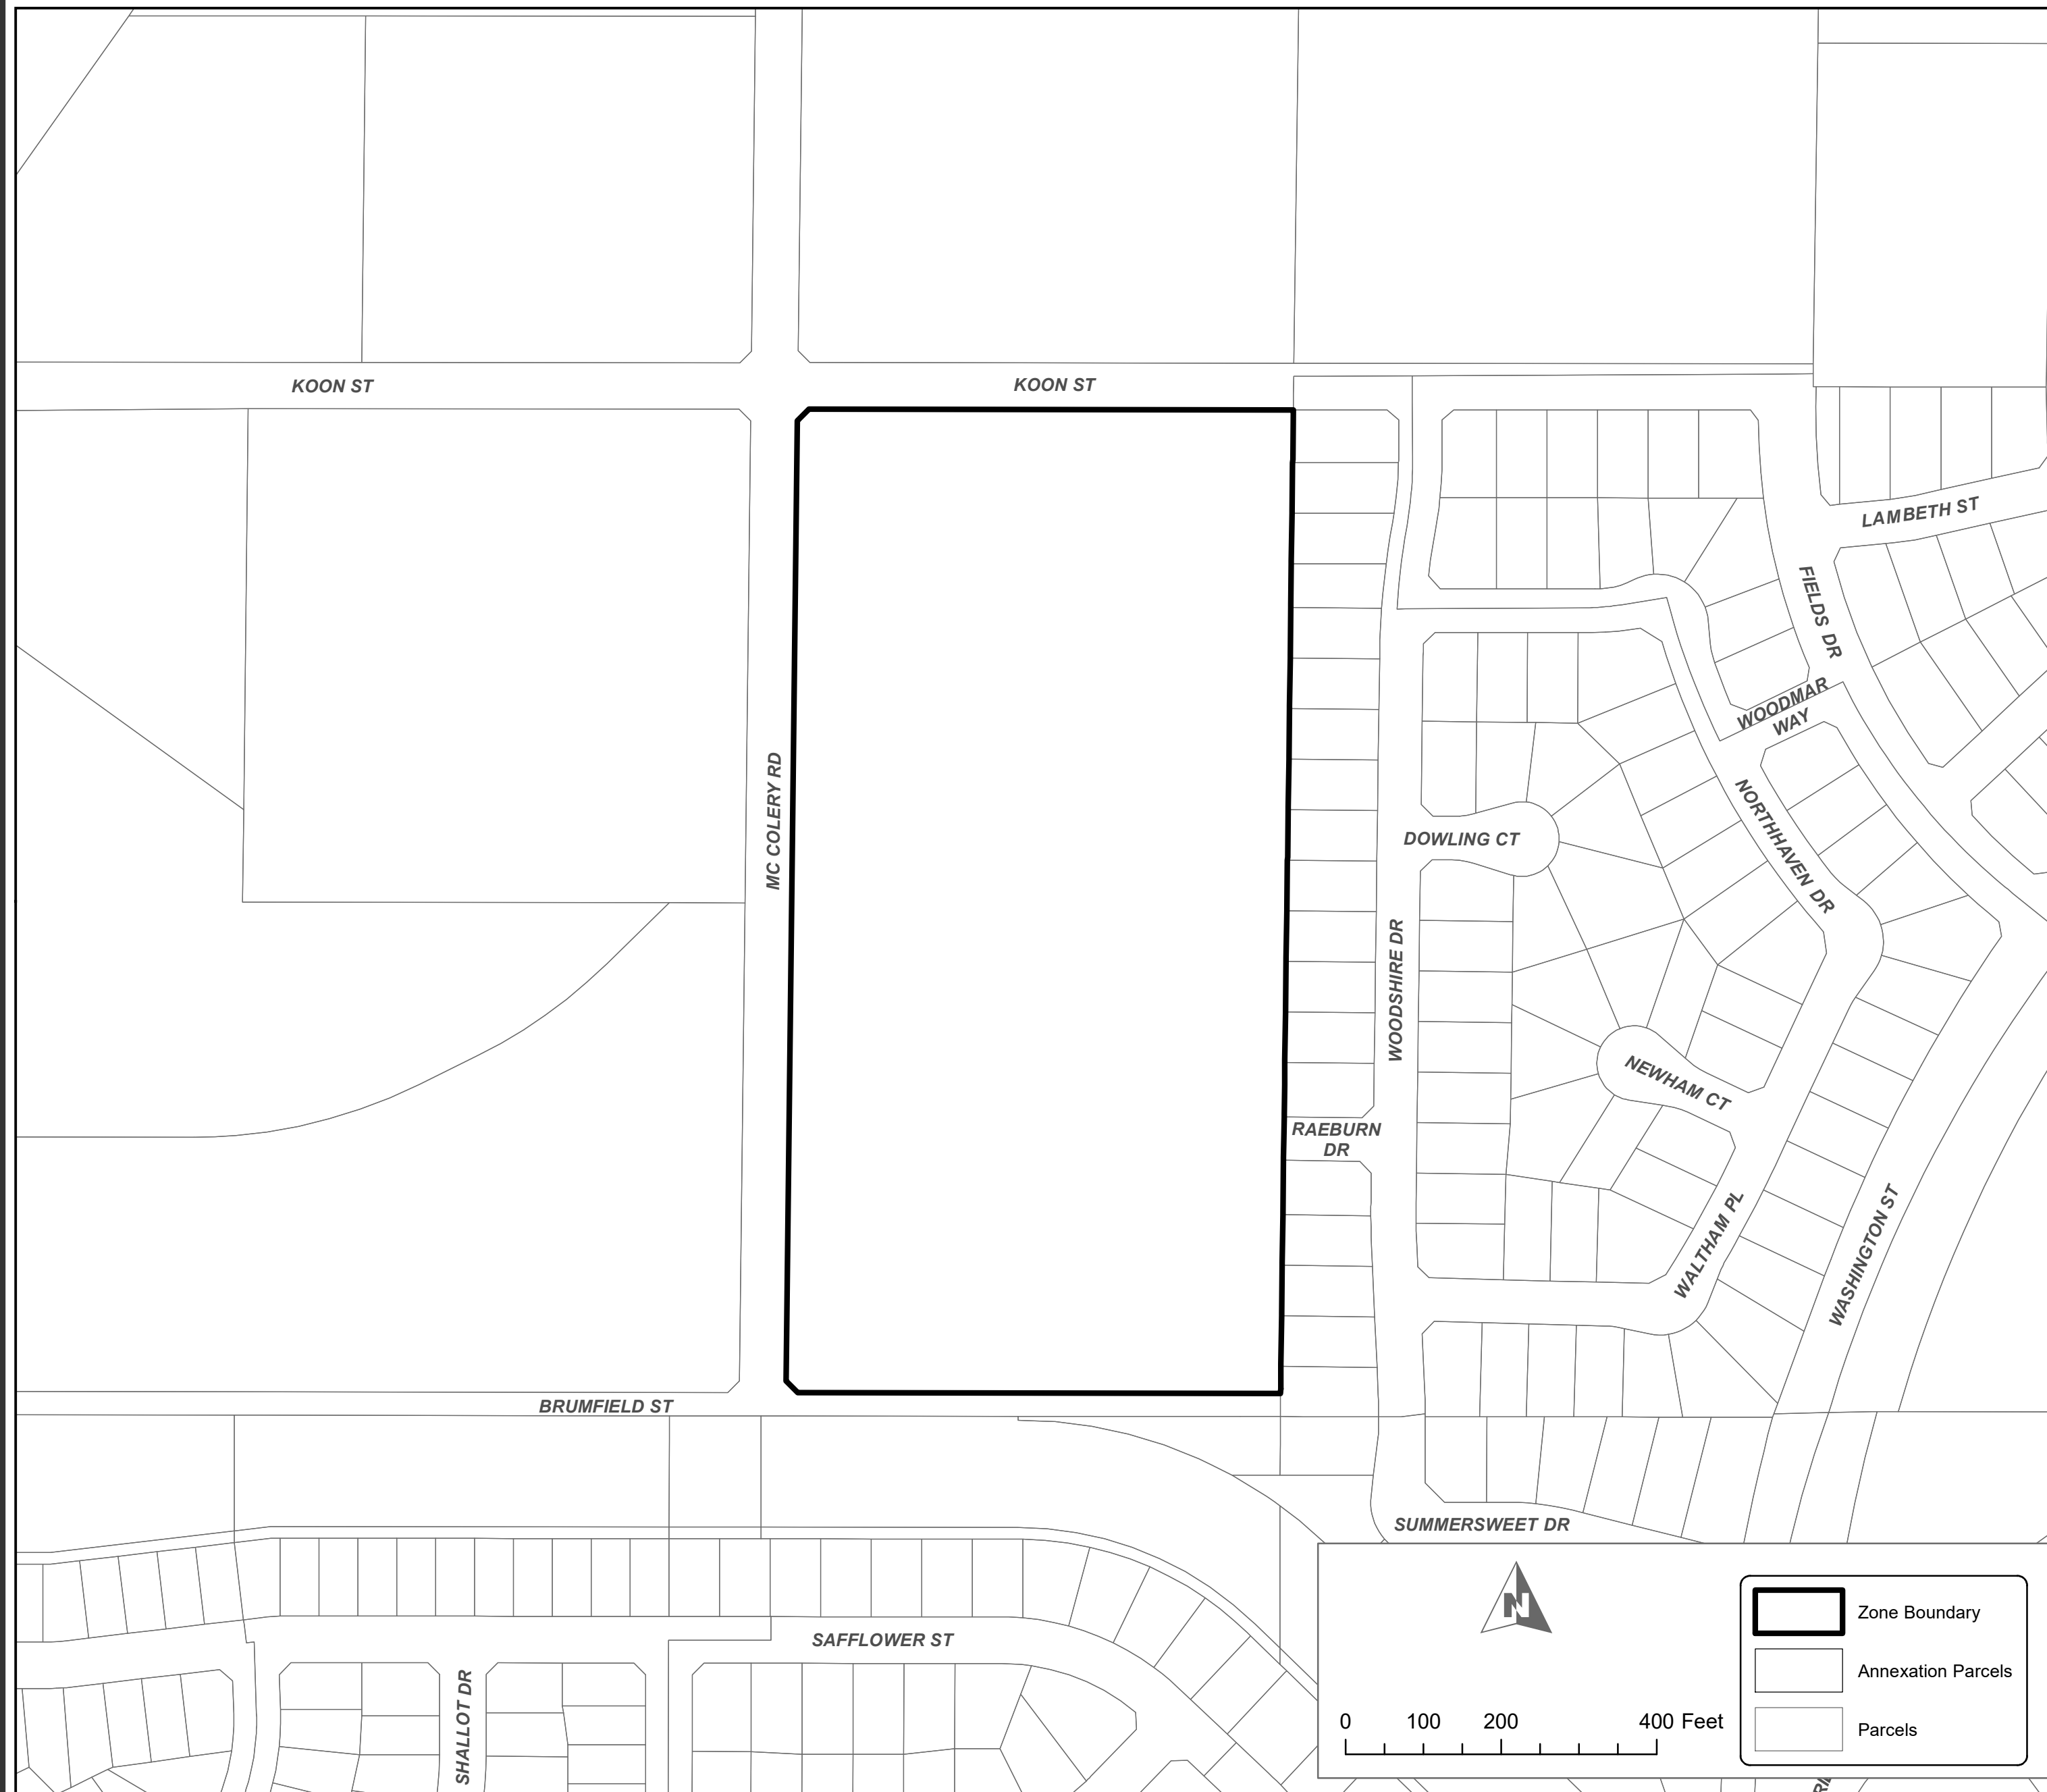 KOON ST
KOON ST
LAMBETH ST
FIELDS DR
WOODMAR
WAY
MC COLERY RD
NORTHHAVEN DR
DOWLING CT
WOODSHIRE DR
NEWHAM CT
RAEBURN
DR
WALTHAM PL
WASHINGTON ST
BRUMFIELD ST
SUMMERSWEET DR
SAFFLOWER ST
SHALLOT DR
N
0 100 200 400 Feet
Zone Boundary
Annexation Parcels
Parcels